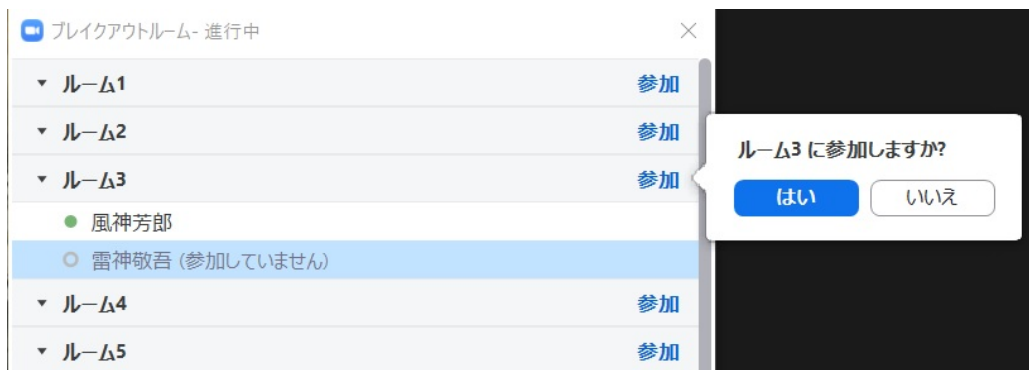 ブレイクアウトルーム- 進行中
ルーム1 参加
ルーム2 参加
ルーム3 参加
ルーム3 に参加しますか?
はい いいえ
風神芳郎
雷神敬吾 (参加していません)
ルーム4 参加
ルーム5 参加